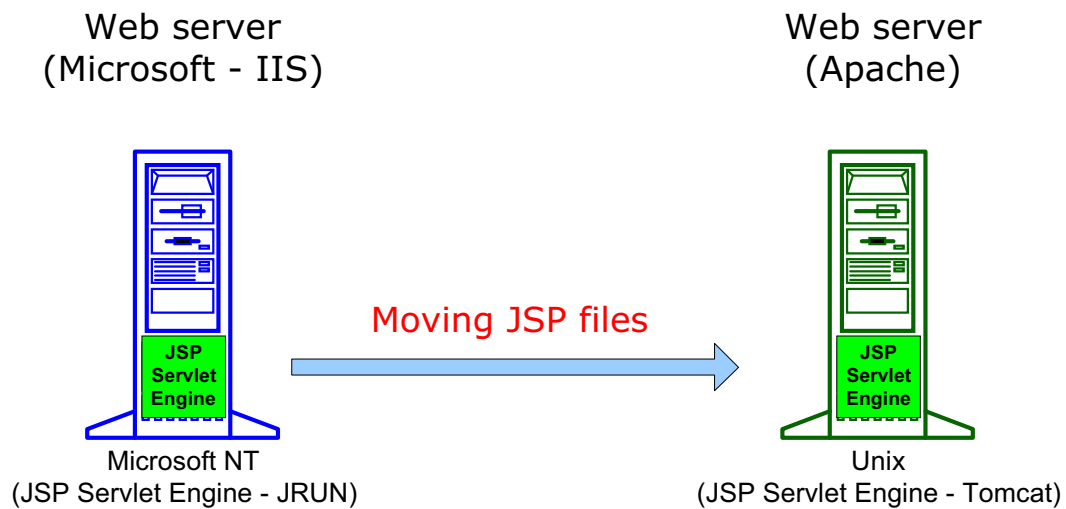 Web server
(Microsoft - IIS)
Web server
(Apache)
Moving JSP files
JSP
Servlet
Engine
JSP
Servlet
Engine
Microsoft NT
(JSP Servlet Engine - JRUN)
Unix
(JSP Servlet Engine - Tomcat)